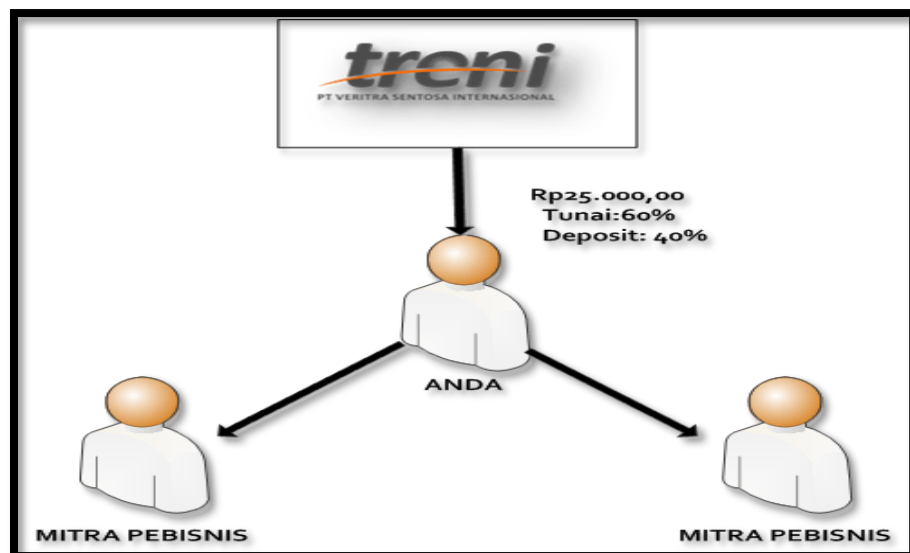 treni
PT VERITRA SENTOSA INTERNASIONAL
Rp25.000,00
Tunai:60%
Deposit: 40%
ANDA
MITRA PEBISNIS
MITRA PEBISNIS